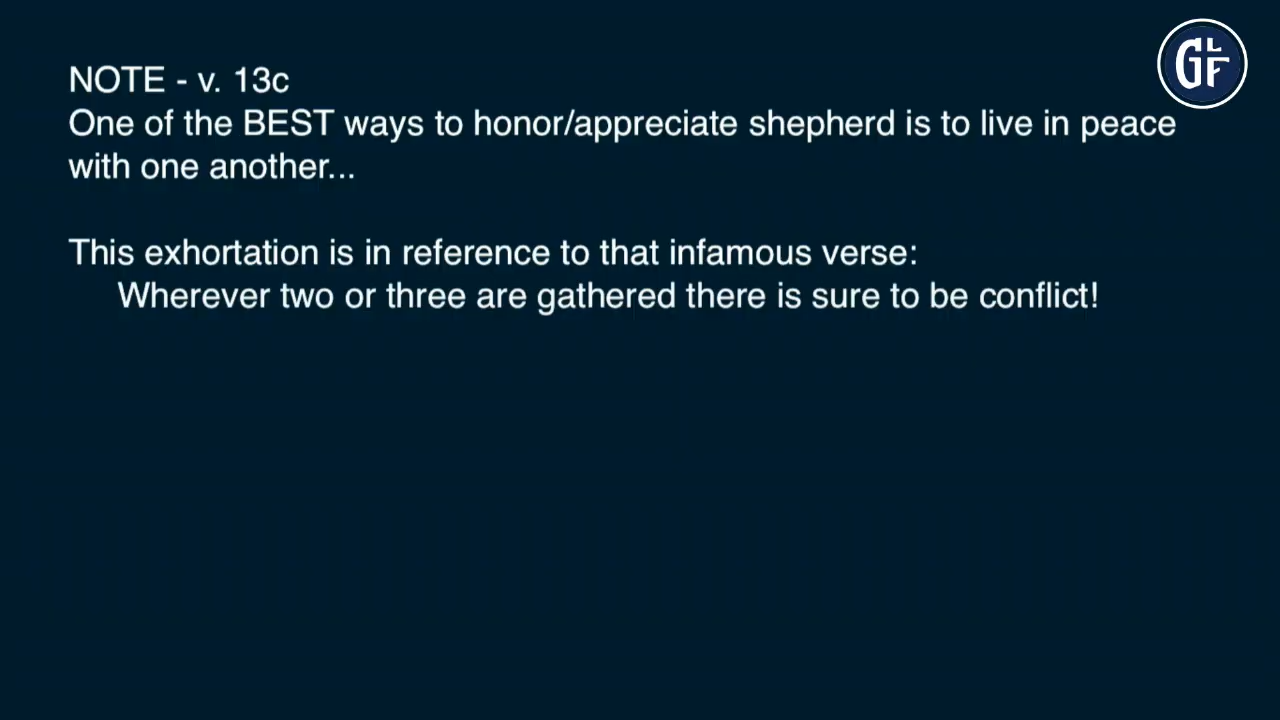 GLF
NOTE - v. 13c
One of the BEST ways to honor/appreciate shepherd is to live in peace
with one another...
This exhortation is in reference to that infamous verse:
Wherever two or three are gathered there is sure to be conflict!